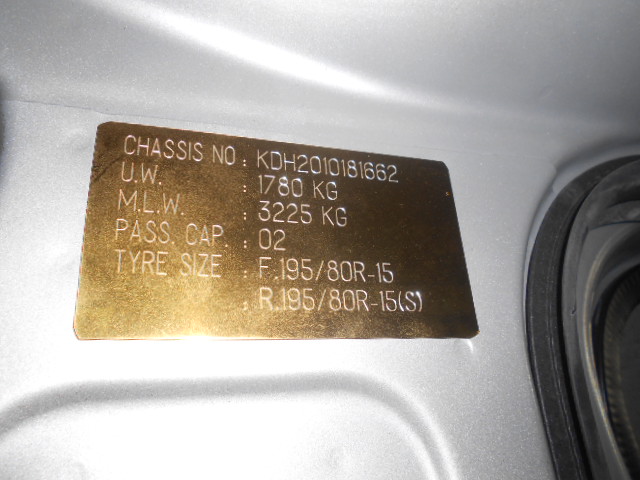 CHASSIS NO : KDH2010181662
U.W. : 1780 KG
M.L.W. : 3225 KG
PASS. CAP. : 02
TYRE SIZE : F.195/80R-15
: R.195/80R-15(S)